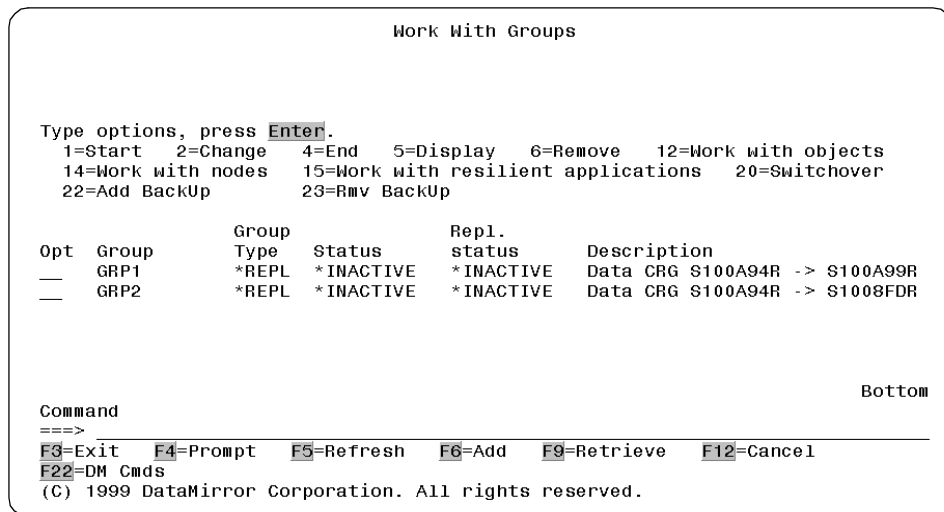 Work With Groups
Type options, press Enter.
1=Start 2=Change 4=End 5=Display 6=Remove 12=Work with objects
14=Work with nodes 15=Work with resilient applications 20=Switchover
22=Add BackUp 23=Rmv BackUp
Group Repl.
Opt Group Type Status status Description
__ GRP1 *REPL *INACTIVE *INACTIVE Data CRG S100A94R -> S100A99R
__ GRP2 *REPL *INACTIVE *INACTIVE Data CRG S100A94R -> S1008FDR
Bottom
Command
===>
F3=Exit F4=Prompt F5=Refresh F6=Add F9=Retrieve F12=Cancel
F22=DM Cmds
(C) 1999 DataMirror Corporation. All rights reserved.